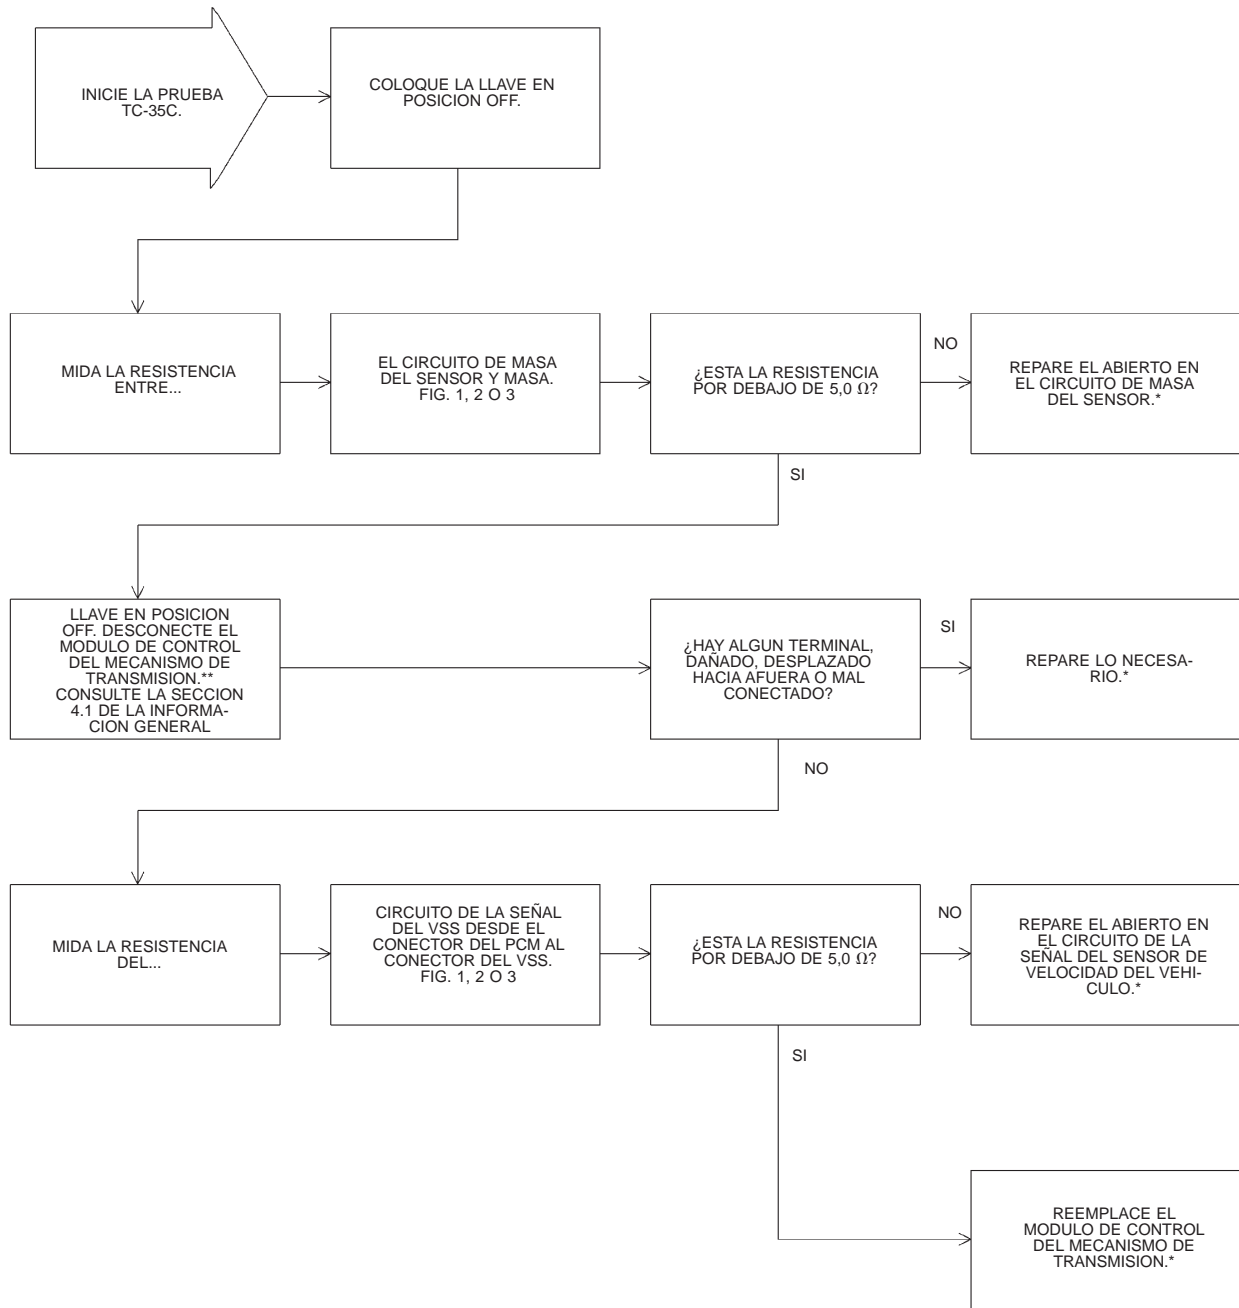 INICIE LA PRUEBA
TC-35C.
COLOQUE LA LLAVE EN
POSICION OFF.
MIDA LA RESISTENCIA
ENTRE...
EL CIRCUITO DE MASA
DEL SENSOR Y MASA.
FIG. 1, 2 O 3
¿ESTA LA RESISTENCIA
POR DEBAJO DE 5,0 Ω?
NO
REPARE EL ABIERTO EN
EL CIRCUITO DE MASA
DEL SENSOR.*
SI
LLAVE EN POSICION
OFF. DESCONECTE EL
MODULO DE CONTROL
DEL MECANISMO DE
TRANSMISION.**
CONSULTE LA SECCION
4.1 DE LA INFORMA-
CION GENERAL
¿HAY ALGUN TERMINAL,
DAÑADO, DESPLAZADO
HACIA AFUERA O MAL
CONECTADO?
SI
REPARE LO NECESA-
RIO.*
NO
MIDA LA RESISTENCIA
DEL...
CIRCUITO DE LA SEÑAL
DEL VSS DESDE EL
CONECTOR DEL PCM AL
CONECTOR DEL VSS.
FIG. 1, 2 O 3
¿ESTA LA RESISTENCIA
POR DEBAJO DE 5,0 Ω?
NO
REPARE EL ABIERTO EN
EL CIRCUITO DE LA
SEÑAL DEL SENSOR DE
VELOCIDAD DEL VEHI-
CULO.*
SI
REEMPLACE EL
MODULO DE CONTROL
DEL MECANISMO DE
TRANSMISION.*